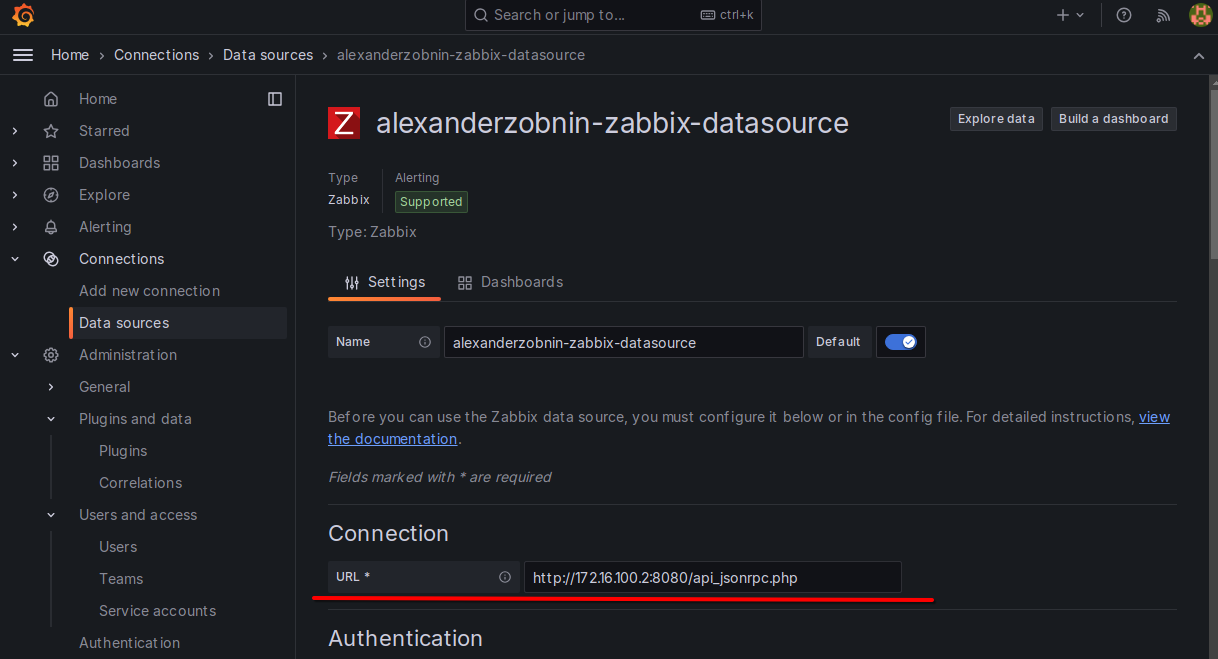 Search or jump to...
ctrl+k
Home › Connections › Data sources › alexanderzobnin-zabbix-datasource
Home
Starred
Dashboards
Explore
Alerting
Connections
Add new connection
Data sources
Administration
General
Plugins and data
Plugins
Correlations
Users and access
Users
Teams
Service accounts
Authentication
Z
alexanderzobnin-zabbix-datasource
Explore data
Build a dashboard
Type
Alerting
Zabbix
Supported
Type: Zabbix
Settings
Dashboards
Name
alexanderzobnin-zabbix-datasource
Default
Before you can use the Zabbix data source, you must configure it below or in the config file. For detailed instructions, view
the documentation.
Fields marked with * are required
Connection
URL *
http://172.16.100.2:8080/api_jsonrpc.php
Authentication